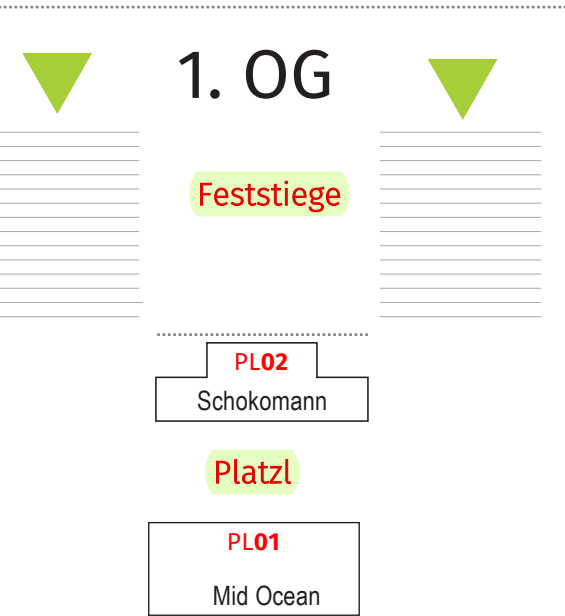 1. OG
Feststiege
PL02
Schokomann
Platzl
PL01
Mid Ocean